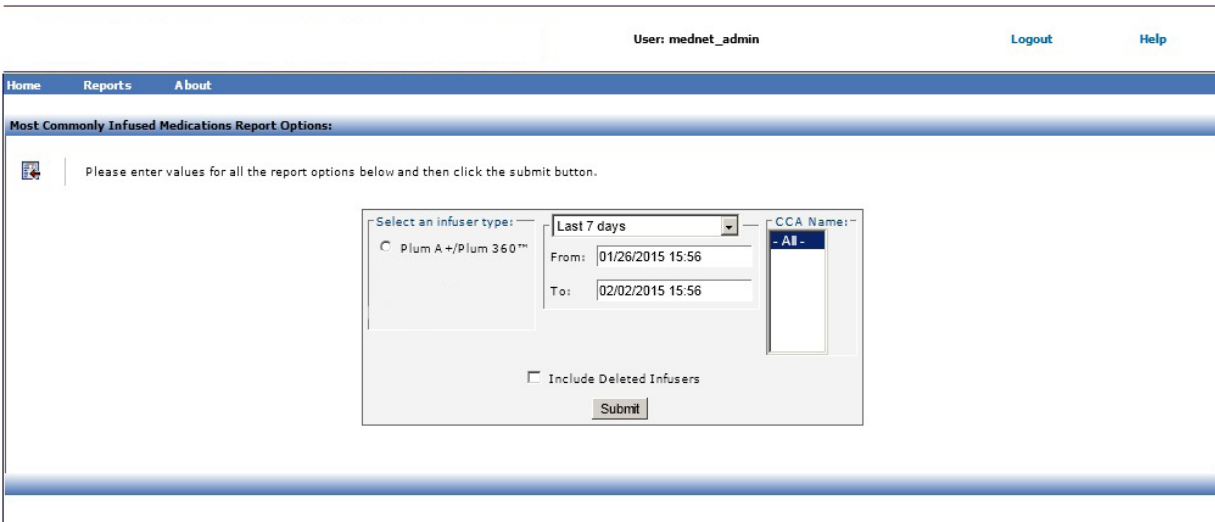 User: mednet_admin Logout Help
Home Reports About
Most Commonly Infused Medications Report Options:
Please enter values for all the report options below and then click the submit button.
Select an infuser type: Last 7 days CCA Name:
Plum A+/Plum 360™ - All -
From: 01/26/2015 15:56
To: 02/02/2015 15:56
Include Deleted Infusers
Submit